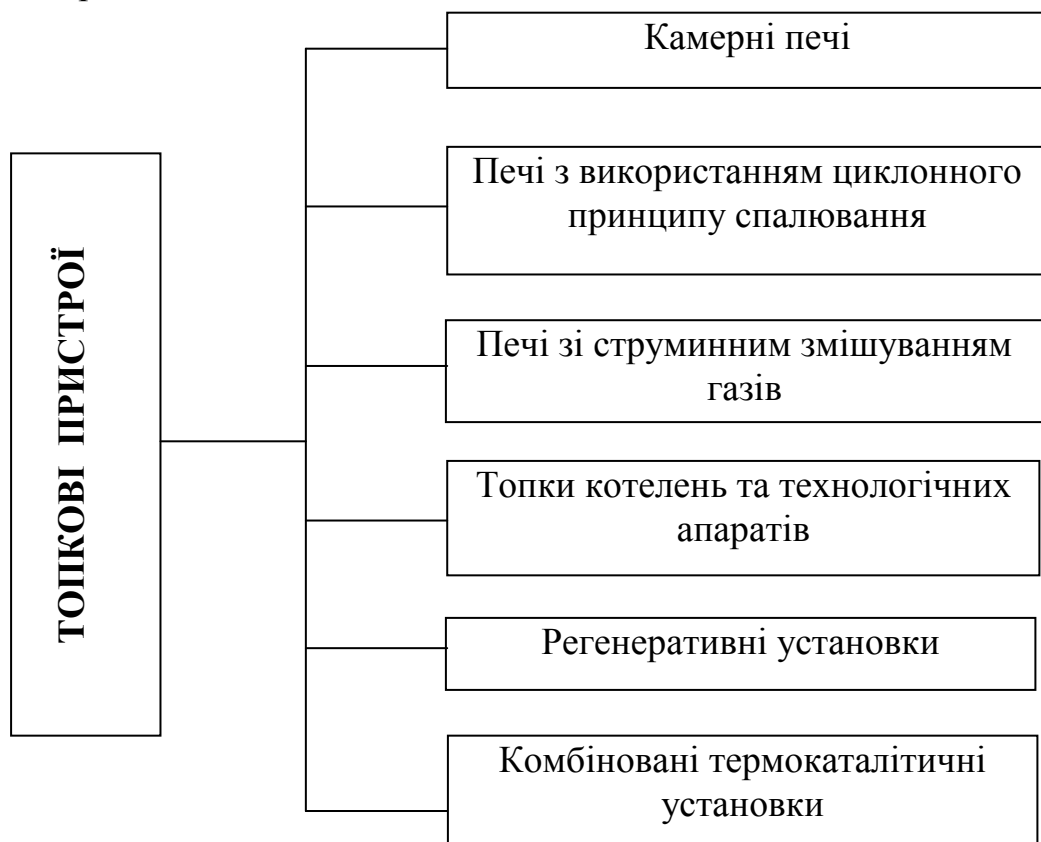 Камерні печі
Печі з використанням циклонного
принципу спалювання
Печі зі струминним змішуванням
газів
Топки котелень та технологічних
апаратів
Регенеративні установки
Комбіновані термокаталітичні
установки
ТОПКОВІ ПРИСТРОЇ